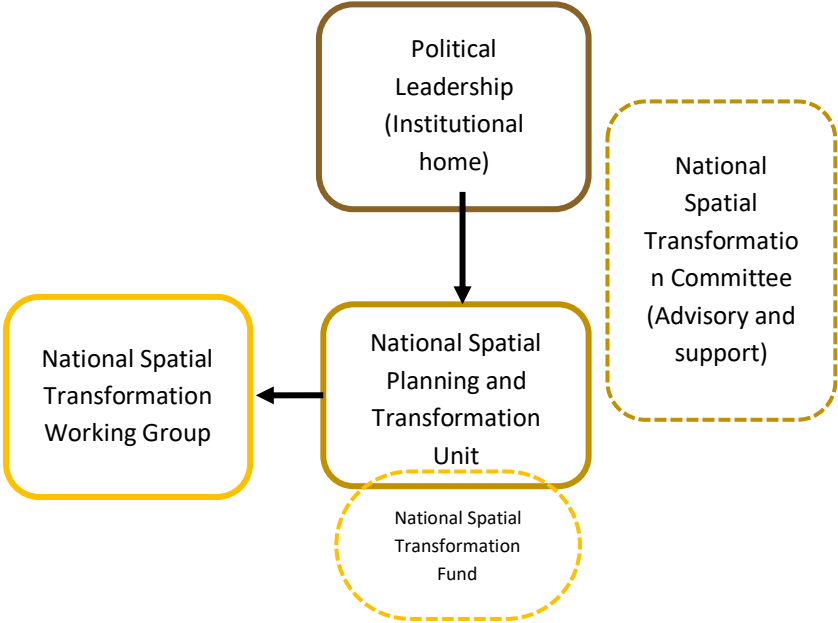 Political
Leadership
(Institutional
home)
National
Spatial
Transformatio
n Committee
(Advisory and
support)
National Spatial
Transformation
Working Group
National Spatial
Planning and
Transformation
Unit
National Spatial
Transformation
Fund